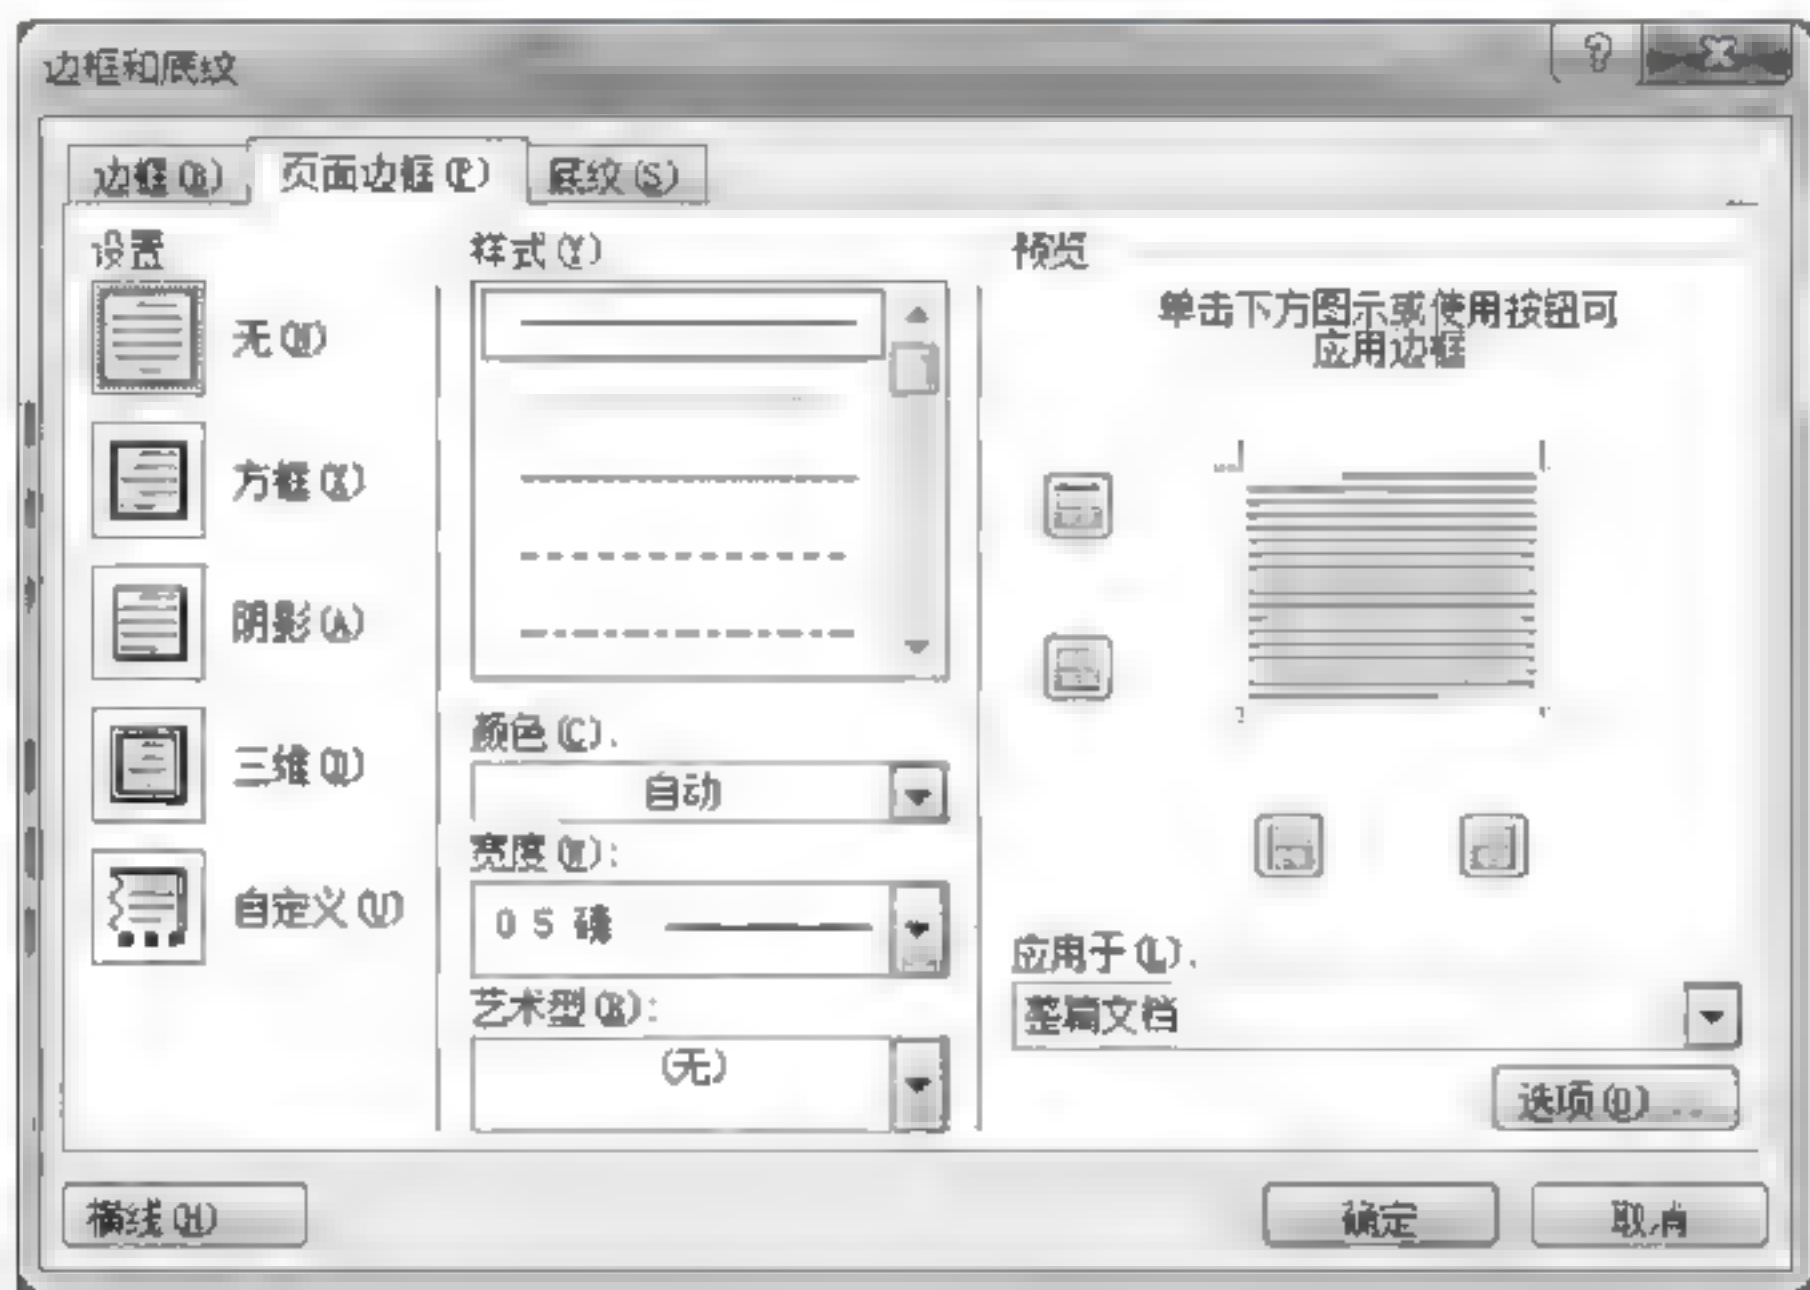 边框和底纹
边框(B) 页面边框(P) 底纹(S)
设置
无(N)
方框(X)
阴影(A)
三维(D)
自定义(U)
样式(Y)
颜色(C).
自动
宽度(W):
0 5 磅
艺术型(R):
(无)
预览
单击下方图示或使用按钮可
应用边框
应用于(L).
整篇文档
选项(O)...
横线(H)
确定
取消